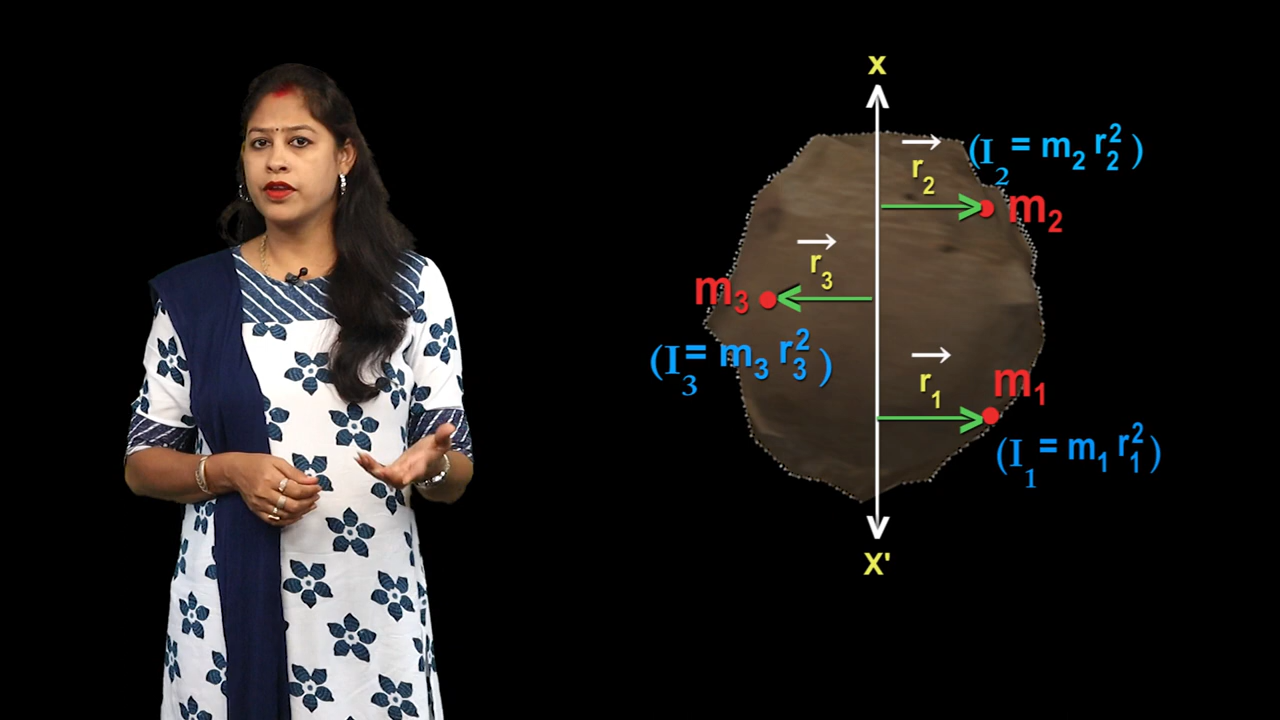 x
r₂
(I₂ = m₂ r₂²)
m₂
r₃
m₃
(I₃ = m₃ r₃²)
r₁
m₁
(I₁ = m₁ r₁²)
X'